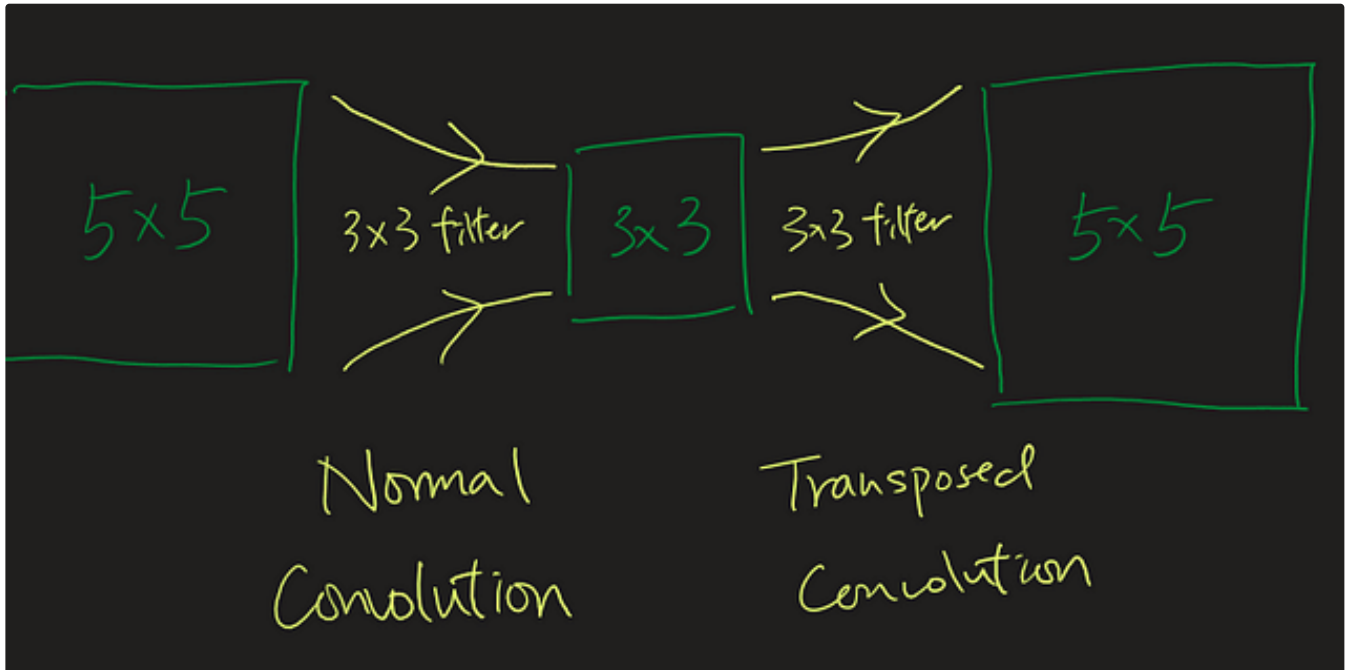 5x5
3x3 filter
3x3
3x3 filter
5x5
Normal
Convolution
Transposed
Convolution